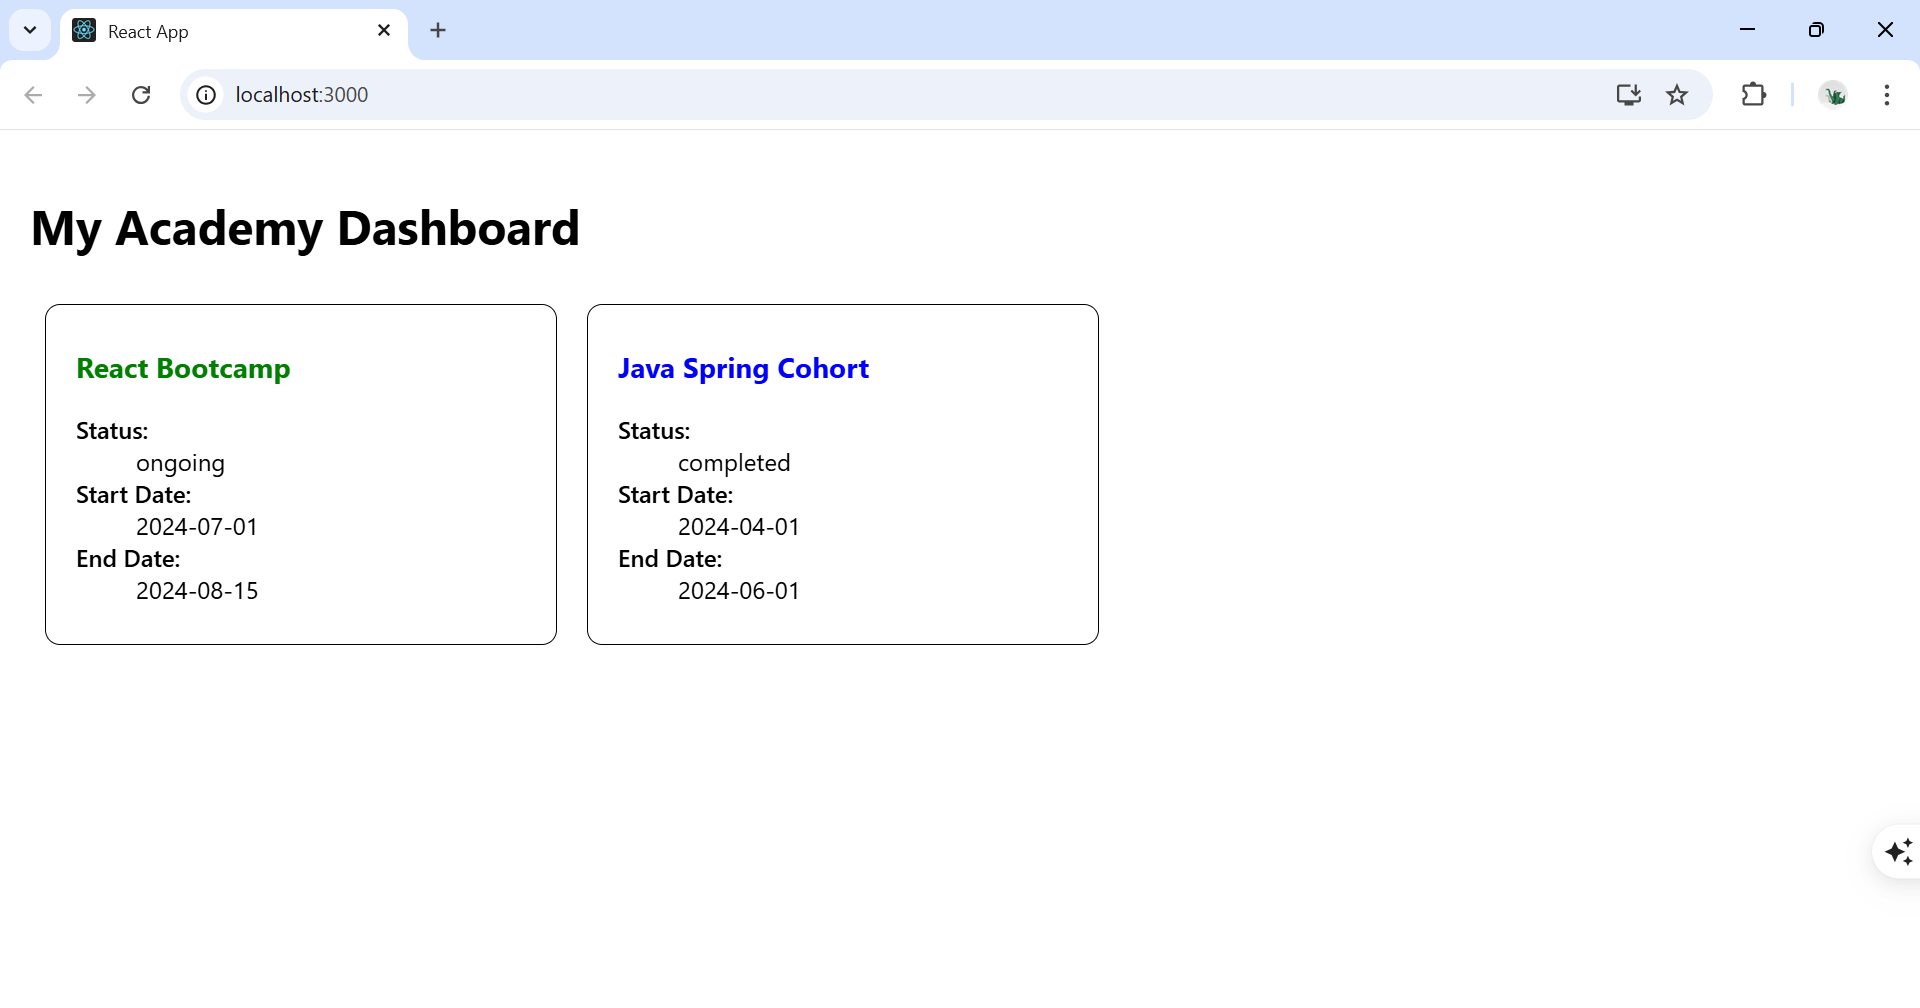 React App
localhost:3000
My Academy Dashboard
React Bootcamp
Status:
ongoing
Start Date:
2024-07-01
End Date:
2024-08-15
Java Spring Cohort
Status:
completed
Start Date:
2024-04-01
End Date:
2024-06-01